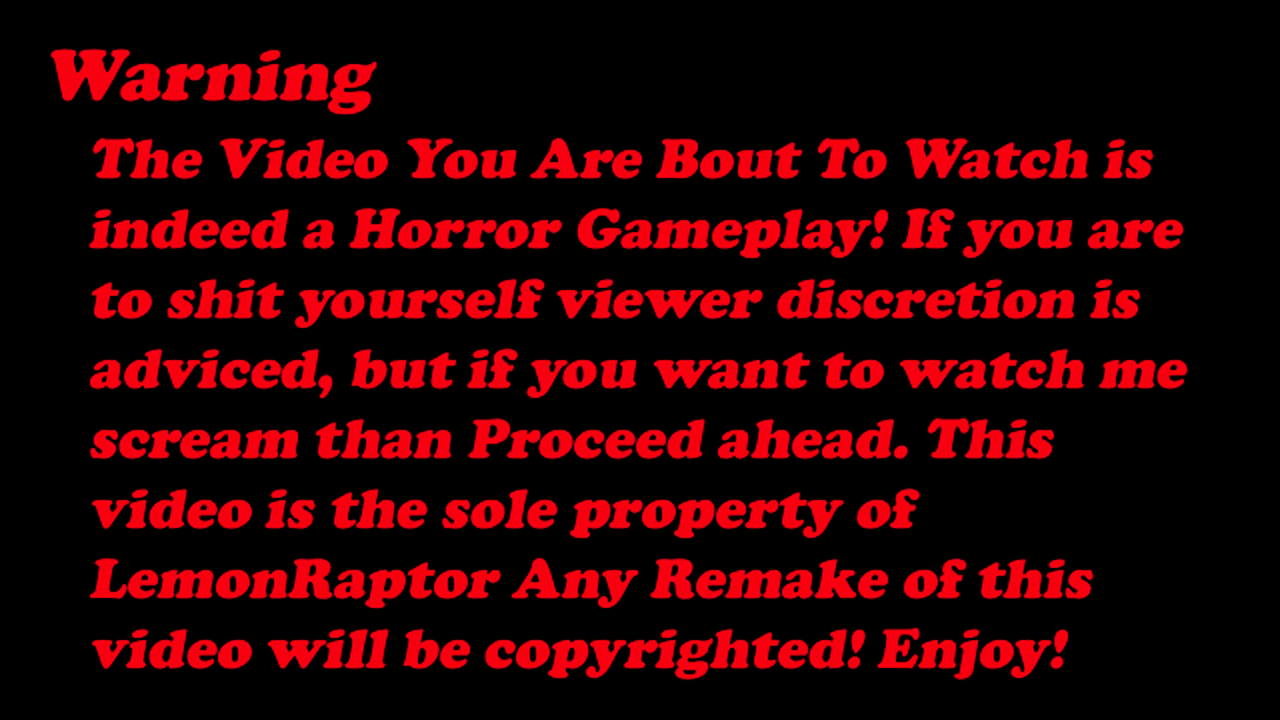 Warning
The Video You Are Bout To Watch is
indeed a Horror Gameplay! If you are
to shit yourself viewer discretion is
adviced, but if you want to watch me
scream than Proceed ahead. This
video is the sole property of
LemonRaptor Any Remake of this
video will be copyrighted! Enjoy!